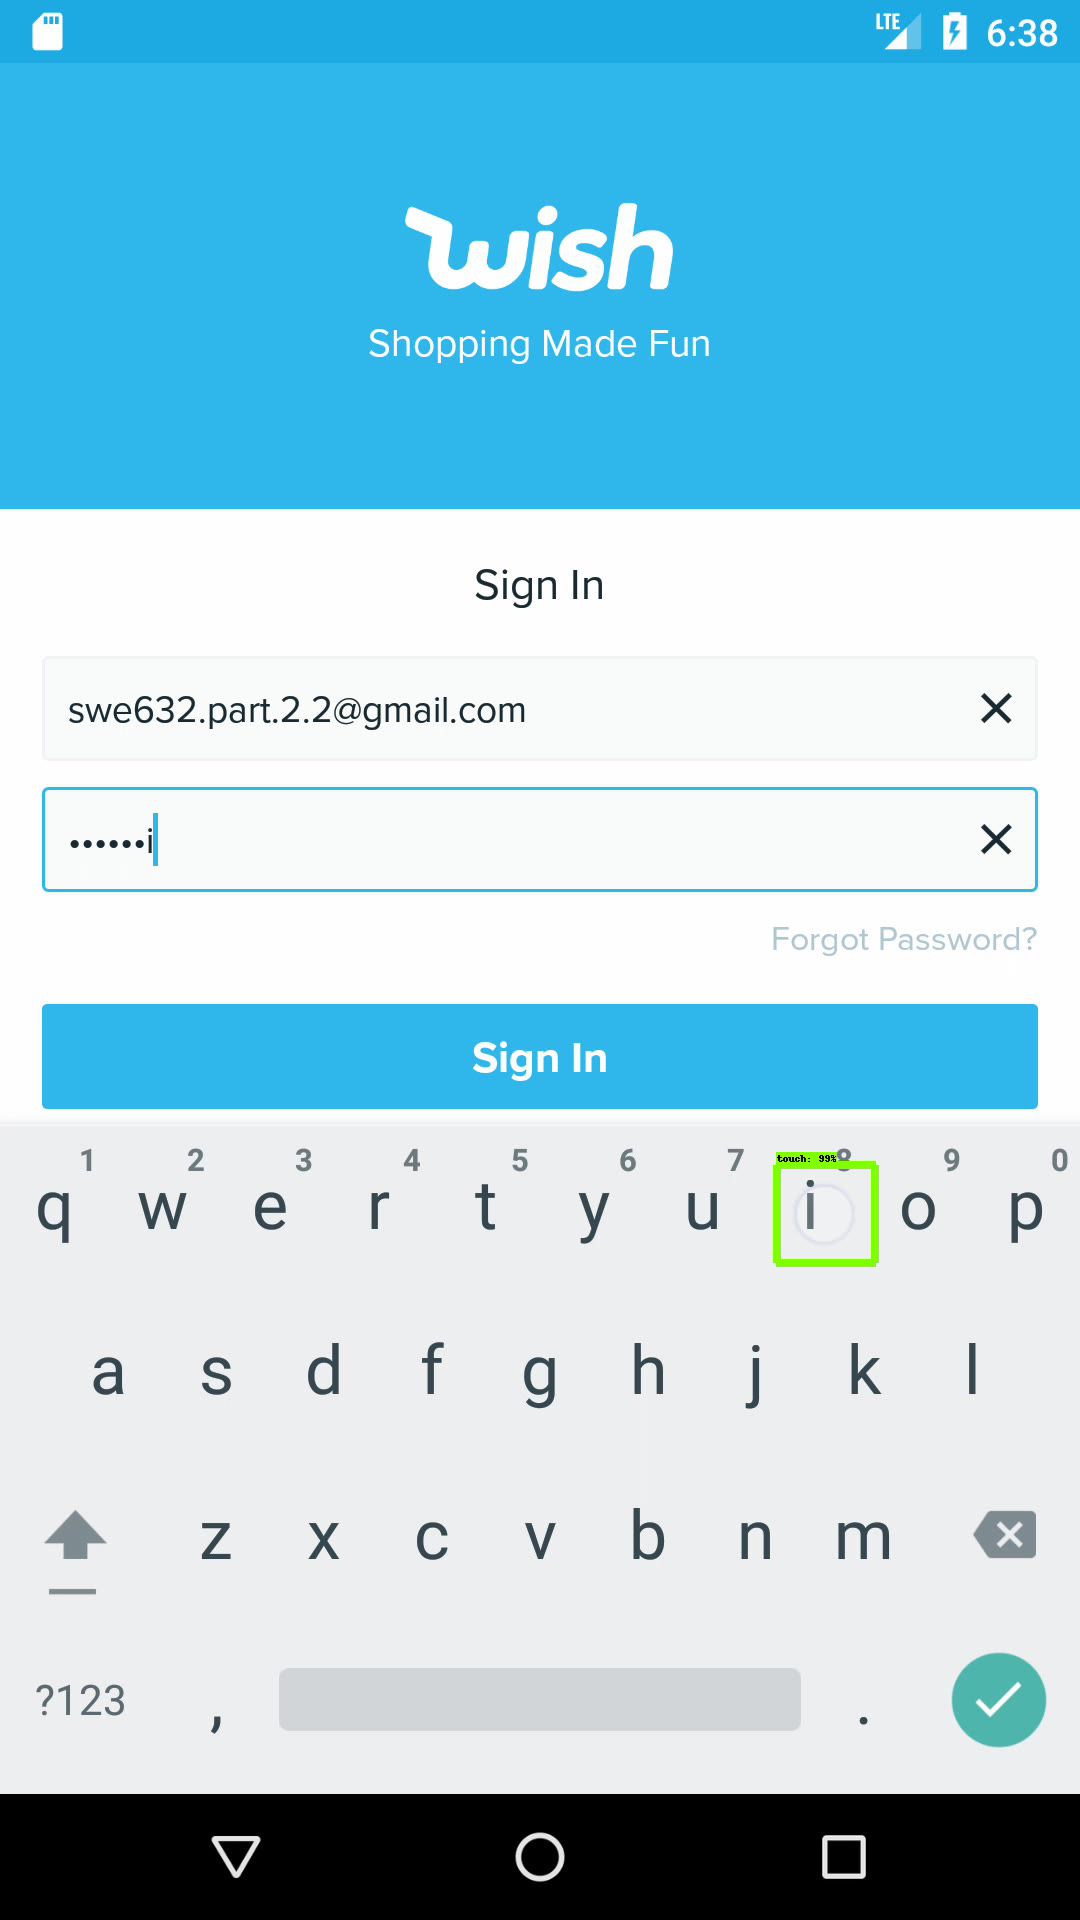 LTE 6:38
wish
Shopping Made Fun
Sign In
swe632.part.2.2@gmail.com
••••••i
Forgot Password?
Sign In
1 2 3 4 5 6 7 8 9 0
touch: 99%
q w e r t y u i o p
a s d f g h j k l
z x c v b n m
?123 , .